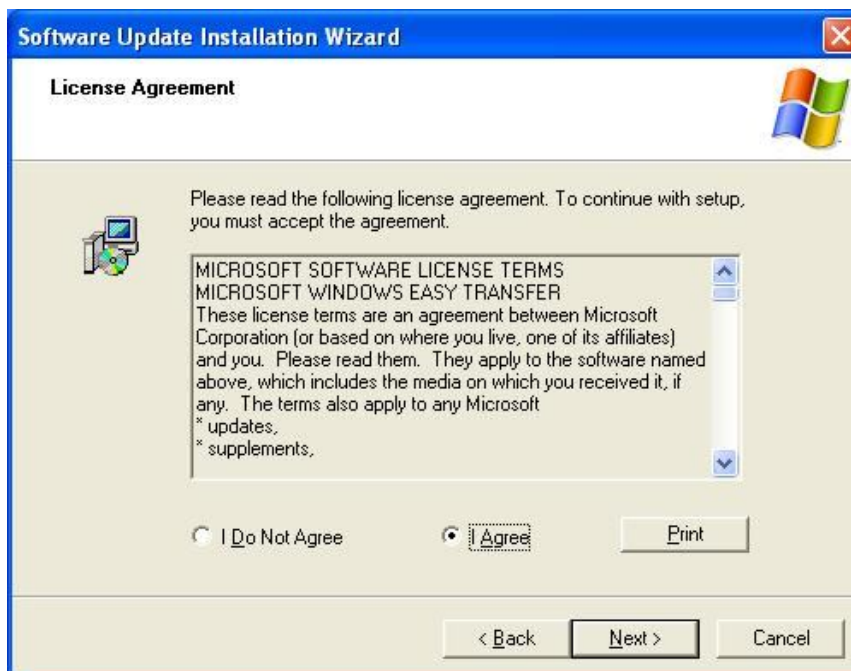 Software Update Installation Wizard
License Agreement
Please read the following license agreement. To continue with setup,
you must accept the agreement.
MICROSOFT SOFTWARE LICENSE TERMS
MICROSOFT WINDOWS EASY TRANSFER
These license terms are an agreement between Microsoft
Corporation (or based on where you live, one of its affiliates)
and you.  Please read them.  They apply to the software named
above, which includes the media on which you received it, if
any.  The terms also apply to any Microsoft
* updates,
* supplements,
I Do Not Agree
I Agree
Print
< Back
Next >
Cancel